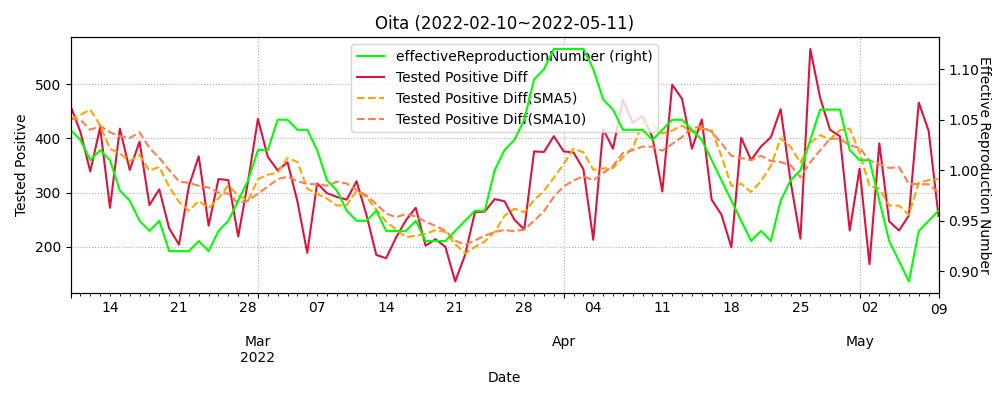 Oita (2022-02-10~2022-05-11)
effectiveReproductionNumber (right)
Tested Positive Diff
Tested Positive Diff(SMA5)
Tested Positive Diff(SMA10)
Tested Positive
500
400
300
200
1.10
1.05
1.00
0.95
0.90
Effective Reproduction Number
14 21 28 07 14 21 28 04 11 18 25 02 09
Mar Apr May
2022
Date